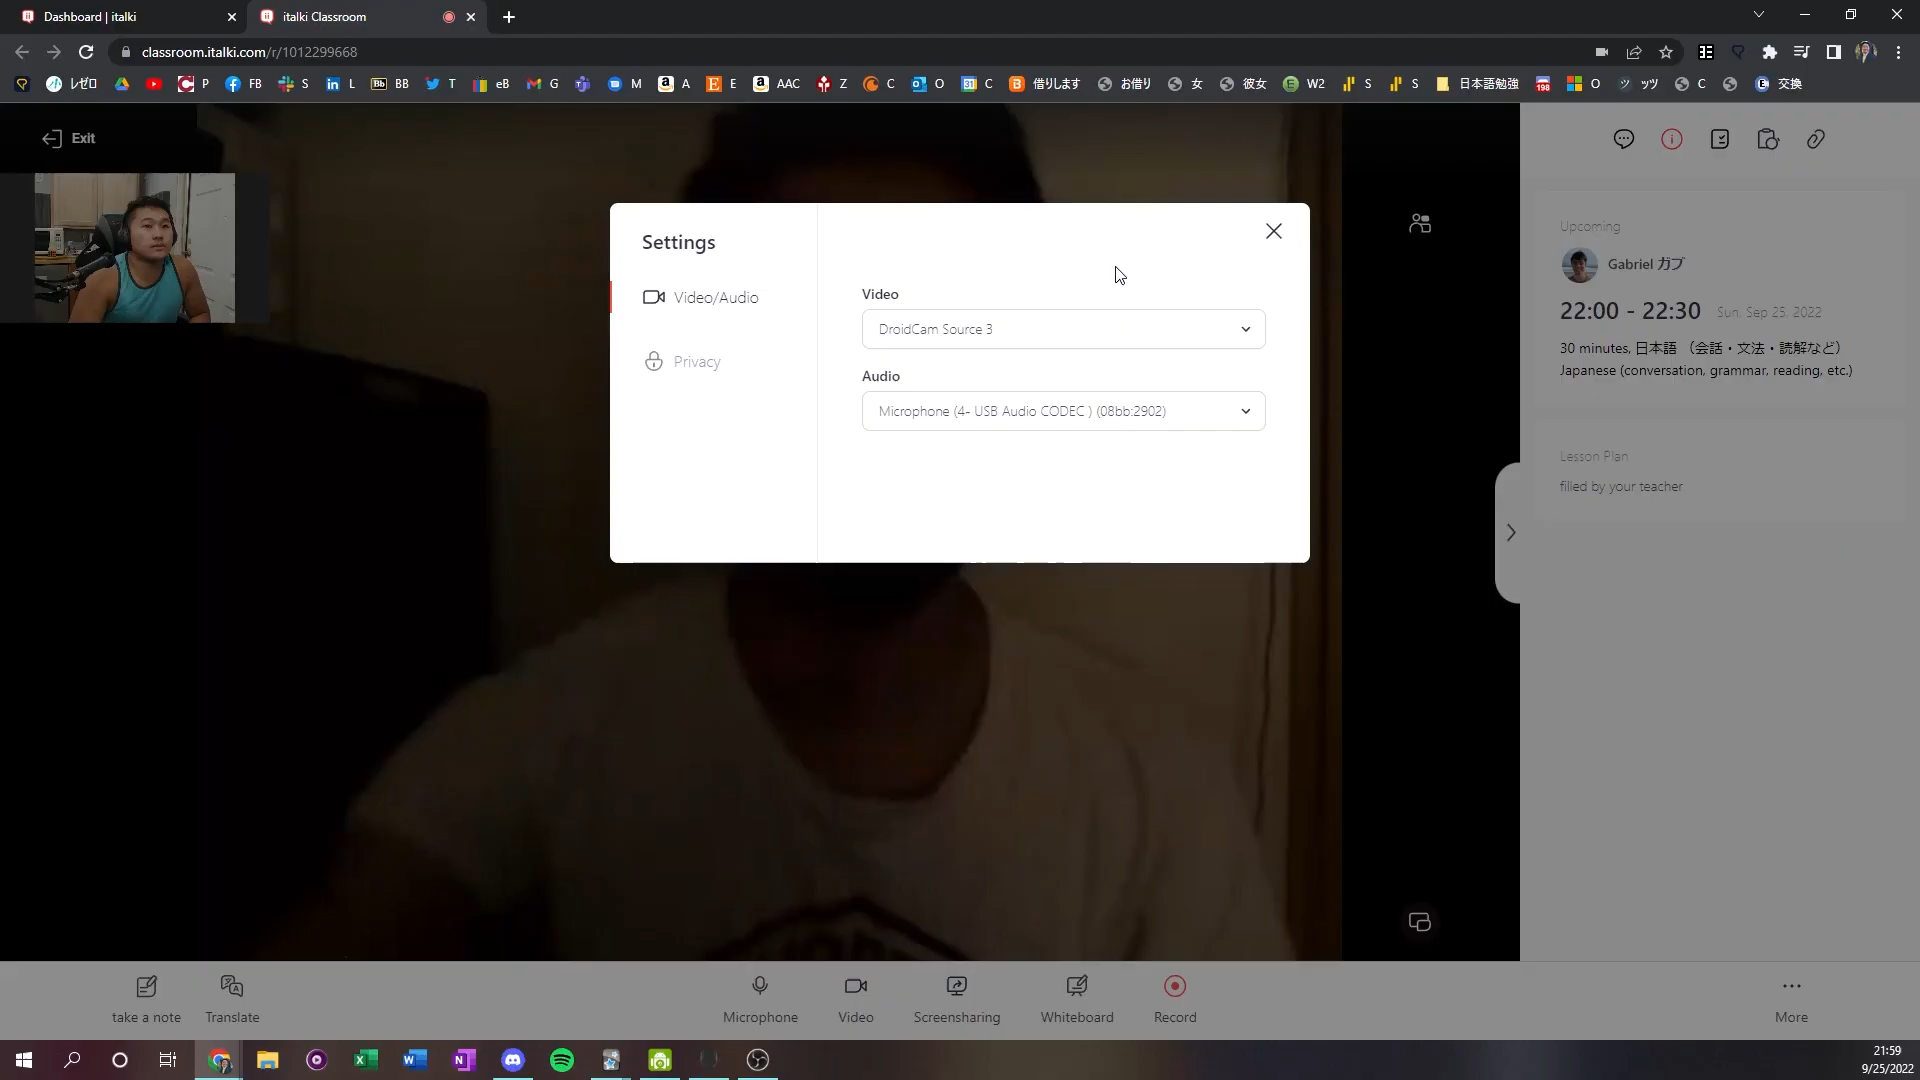 Dashboard | italki
italki Classroom
classroom.italki.com/r/1012299668
レゼロ
P
FB
S
L
Bb
BB
T
eB
G
M
A
E
AAC
Z
C
O
31
C
借りします
お借り
女
彼女
W2
S
S
日本語勉強
198
O
ッツ
C
交換
Exit
Settings
Video/Audio
Privacy
Video
DroidCam Source 3
Audio
Microphone (4- USB Audio CODEC ) (08bb:2902)
Upcoming
Gabriel ガブ
22:00 - 22:30 Sun, Sep 25, 2022
30 minutes, 日本語 （会話・文法・読解など）
Japanese (conversation, grammar, reading, etc.)
Lesson Plan
filled by your teacher
take a note
Translate
Microphone
Video
Screensharing
Whiteboard
Record
More
21:59
9/25/2022